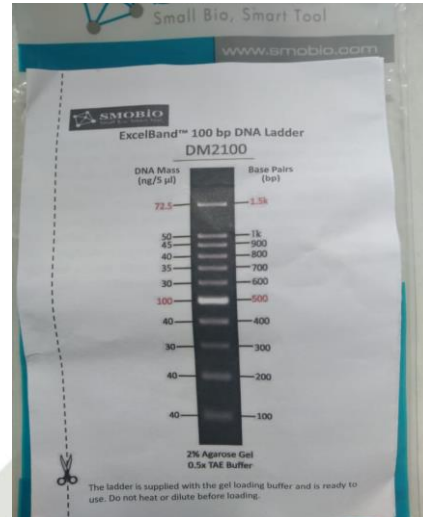 Small Bio, Smart Tool
www.smobio.com
SMOBIO
ExcelBand™ 100 bp DNA Ladder
DM2100
DNA Mass Base Pairs
(ng/5 µl) (bp)
72.5 1.5k
50 1k
45 900
40 800
35 700
30 600
100 500
40 400
30 300
40 200
40 100
2% Agarose Gel
0.5x TAE Buffer
The ladder is supplied with the gel loading buffer and is ready to
use. Do not heat or dilute before loading.